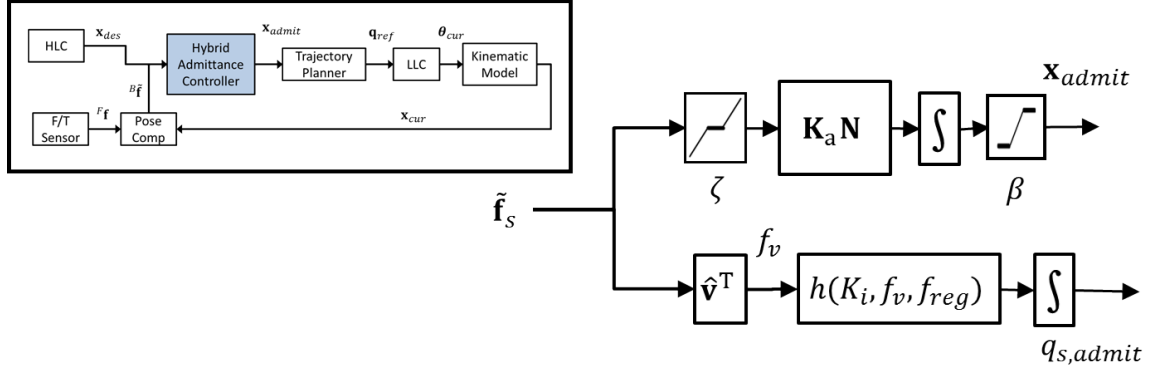 HLC
x_des
Hybrid
Admittance
Controller
x_admit
Trajectory
Planner
q_ref
LLC
θ_cur
Kinematic
Model
^B f̃
F/T
Sensor
^F f
Pose
Comp
x_cur
f̃_s
ζ
K_a N
∫
β
x_admit
v̂^T
f_v
h(K_i, f_v, f_reg)
∫
q_s,admit